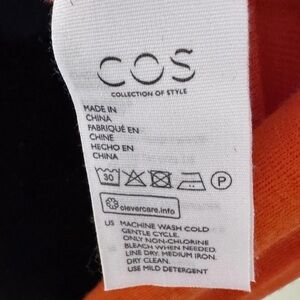 COS
COLLECTION OF STYLE
MADE IN
CHINA
FABRIQUÉ EN
CHINE
HECHO EN
CHINA
30
P
clevercare.info
US MACHINE WASH COLD
GENTLE CYCLE.
ONLY NON-CHLORINE
BLEACH WHEN NEEDED.
LINE DRY. MEDIUM IRON.
DRY CLEAN.
USE MILD DETERGENT